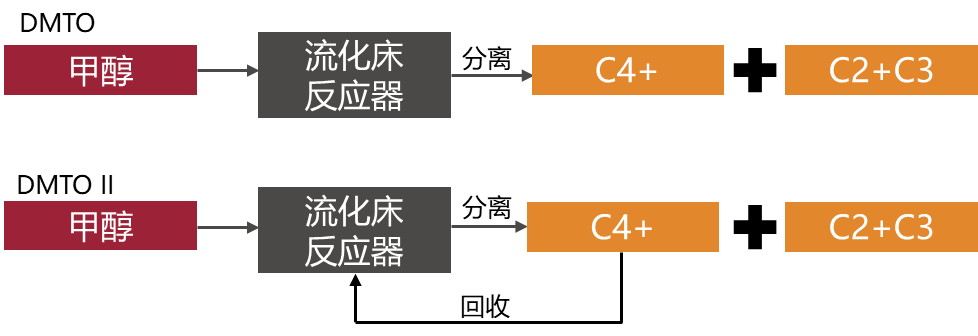 DMTO
甲醇
流化床
反应器
分离
C4+
C2+C3
DMTO II
甲醇
流化床
反应器
分离
C4+
C2+C3
回收